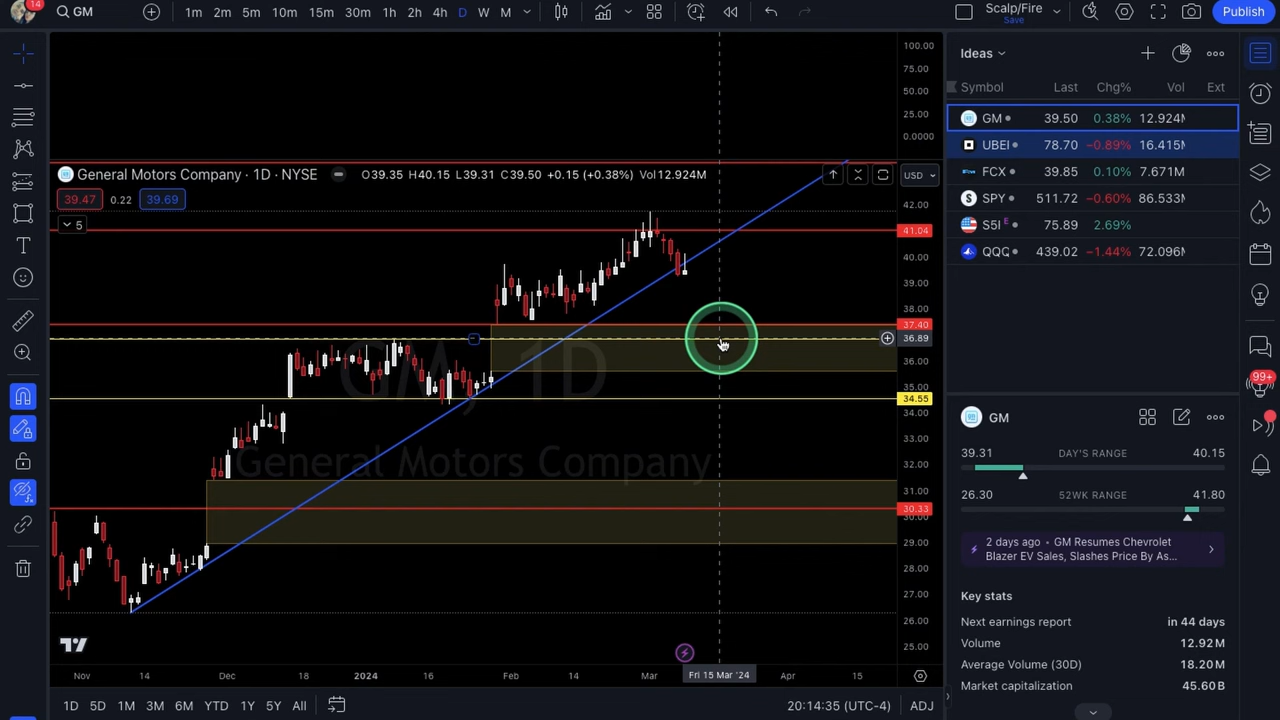 14
GM
1m 2m 5m 10m 15m 30m 1h 2h 4h D W M
Scalp/Fire
Save
Publish
100.00
75.00
50.00
25.00
0.0000
General Motors Company · 1D · NYSE
O39.35 H40.15 L39.31 C39.50 +0.15 (+0.38%) Vol12.924M
USD
39.47 0.22 39.69
5
42.00
41.04
40.00
39.00
38.00
37.40
36.89
36.00
35.00
34.55
34.00
33.00
32.00
31.00
30.33
30.00
29.00
28.00
27.00
26.00
25.00
GM, 1D
General Motors Company
Nov 14 Dec 18 2024 16 Feb 14 Mar Fri 15 Mar '24 Apr 15
1D 5D 1M 3M 6M YTD 1Y 5Y All
20:14:35 (UTC-4) ADJ
Ideas
Symbol Last Chg% Vol Ext
GM 39.50 0.38% 12.924M
UBER 78.70 −0.89% 16.415M
FCX 39.85 0.10% 7.671M
SPY 511.72 −0.60% 86.533M
S5I E 75.89 2.69%
QQQ 439.02 −1.44% 72.096M
99+
GM
39.31 DAY'S RANGE 40.15
26.30 52WK RANGE 41.80
2 days ago • GM Resumes Chevrolet
Blazer EV Sales, Slashes Price By As...
Key stats
Next earnings report in 44 days
Volume 12.92M
Average Volume (30D) 18.20M
Market capitalization 45.60B